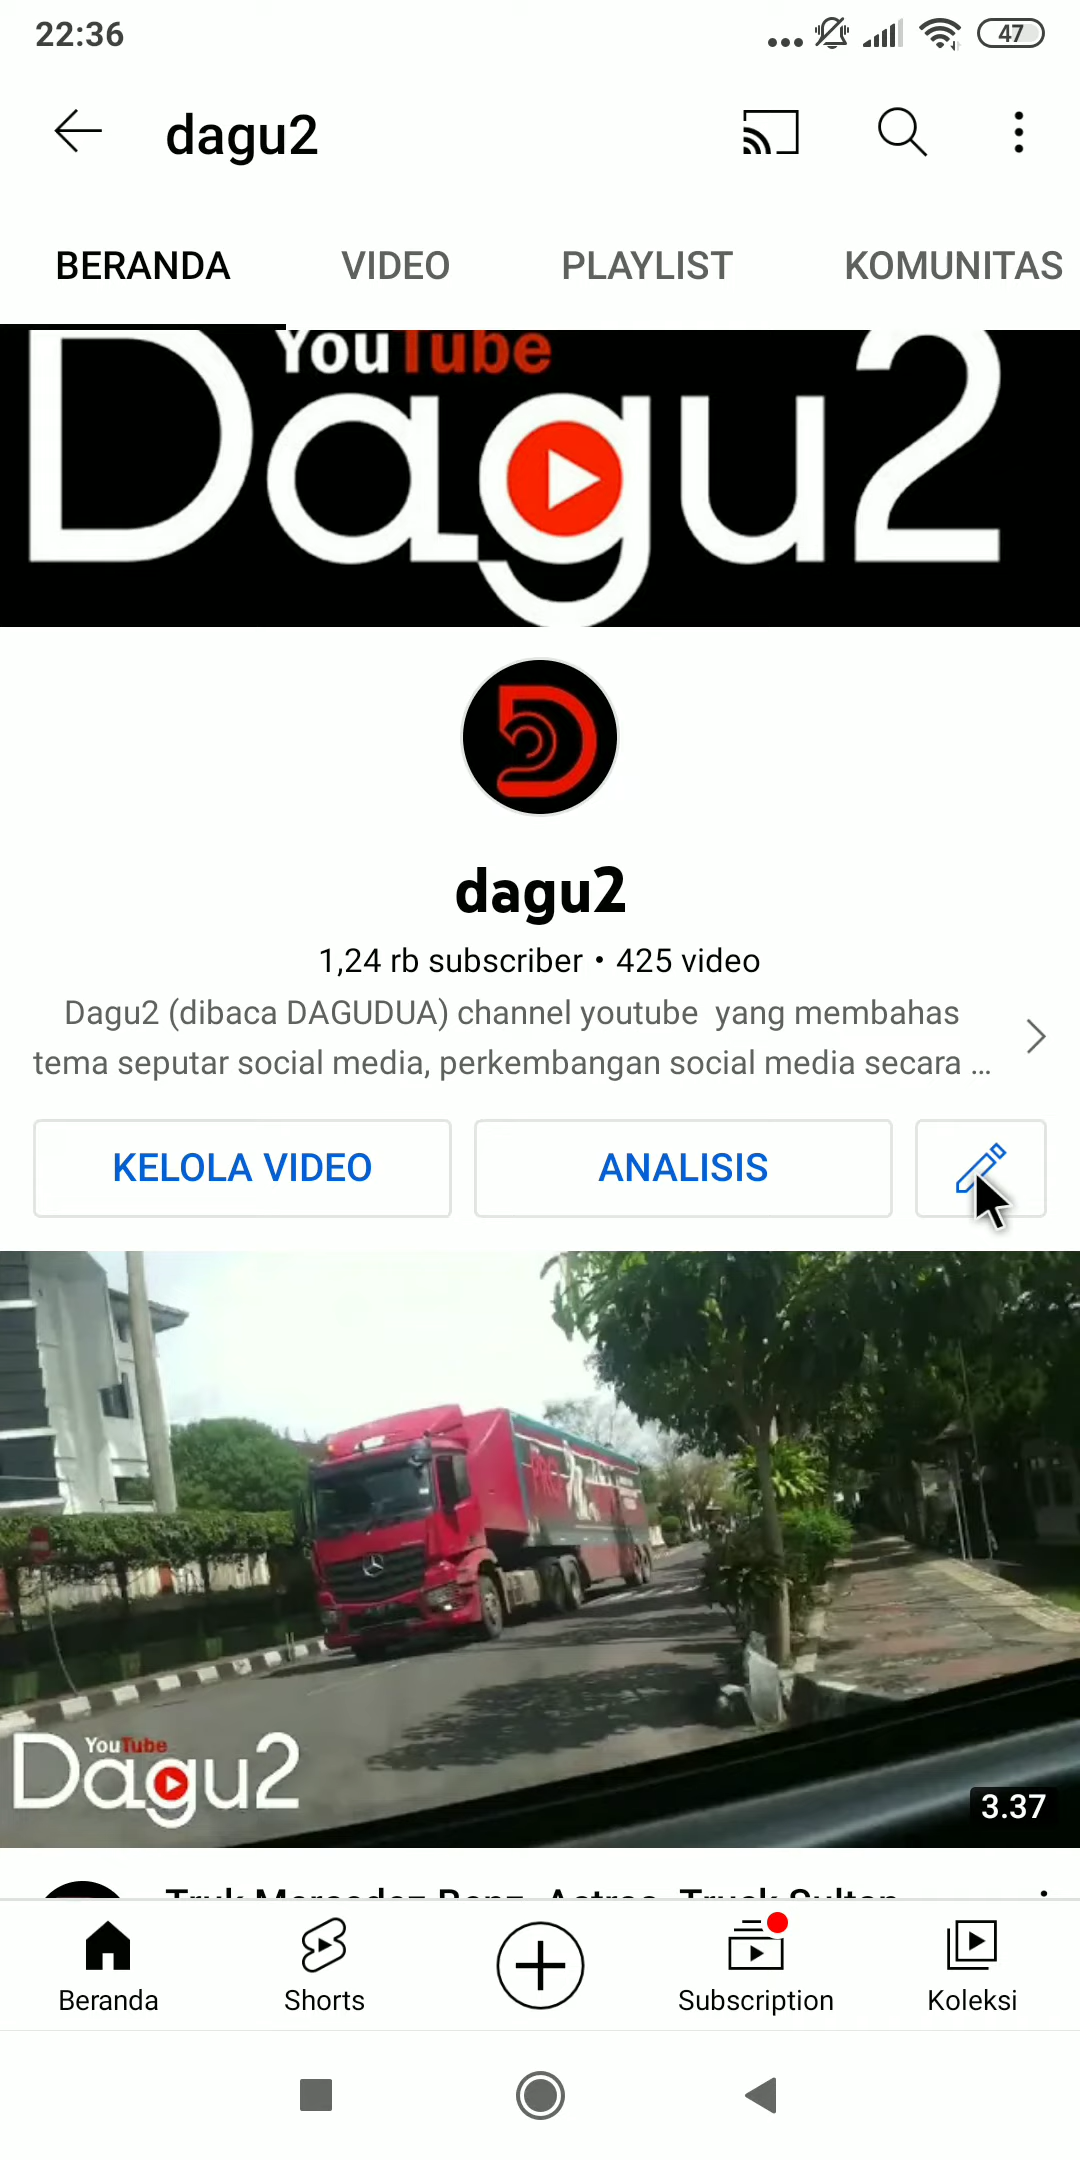 22:36
47
dagu2
BERANDA VIDEO PLAYLIST KOMUNITAS
YouTube
Dagu2
dagu2
1,24 rb subscriber • 425 video
Dagu2 (dibaca DAGUDUA) channel youtube yang membahas
tema seputar social media, perkembangan social media secara ...
KELOLA VIDEO ANALISIS
YouTube
Dagu2
3.37
Beranda Shorts Subscription Koleksi